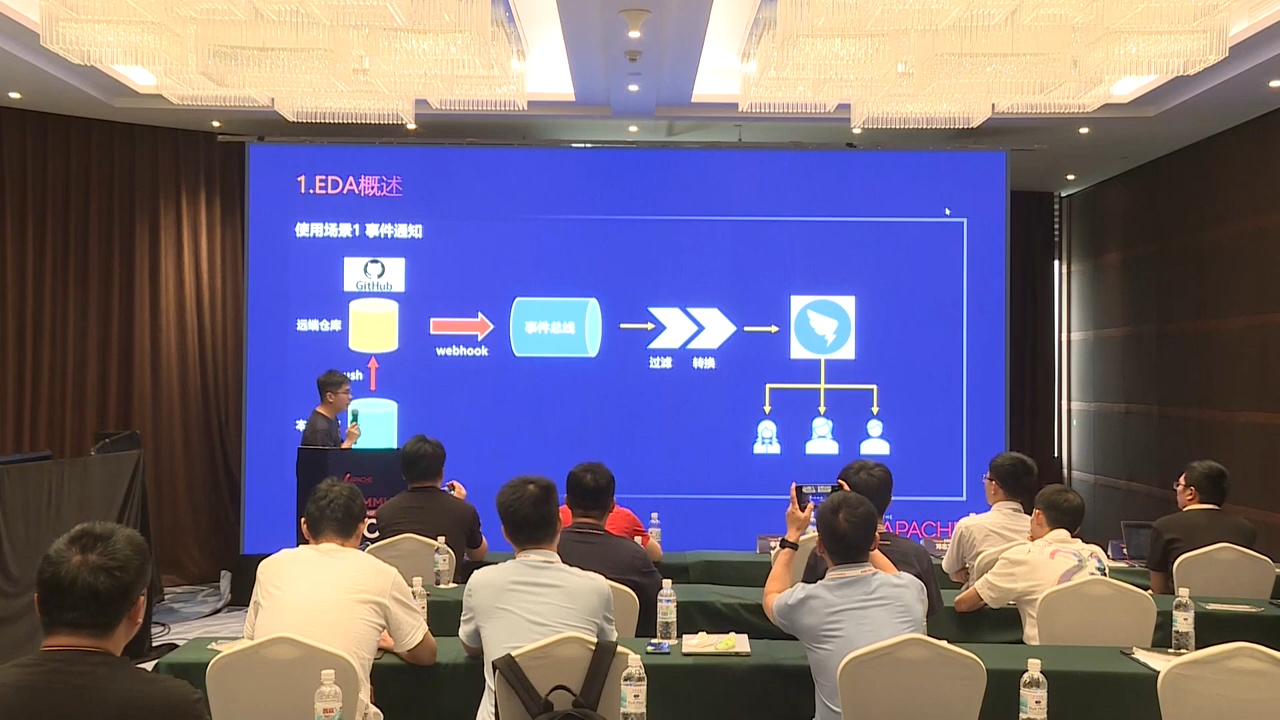 1.EDA概述
使用场景1 事件通知
GitHub
远端仓库
webhook
事件总线
过滤
转换
APACHE
APACHE